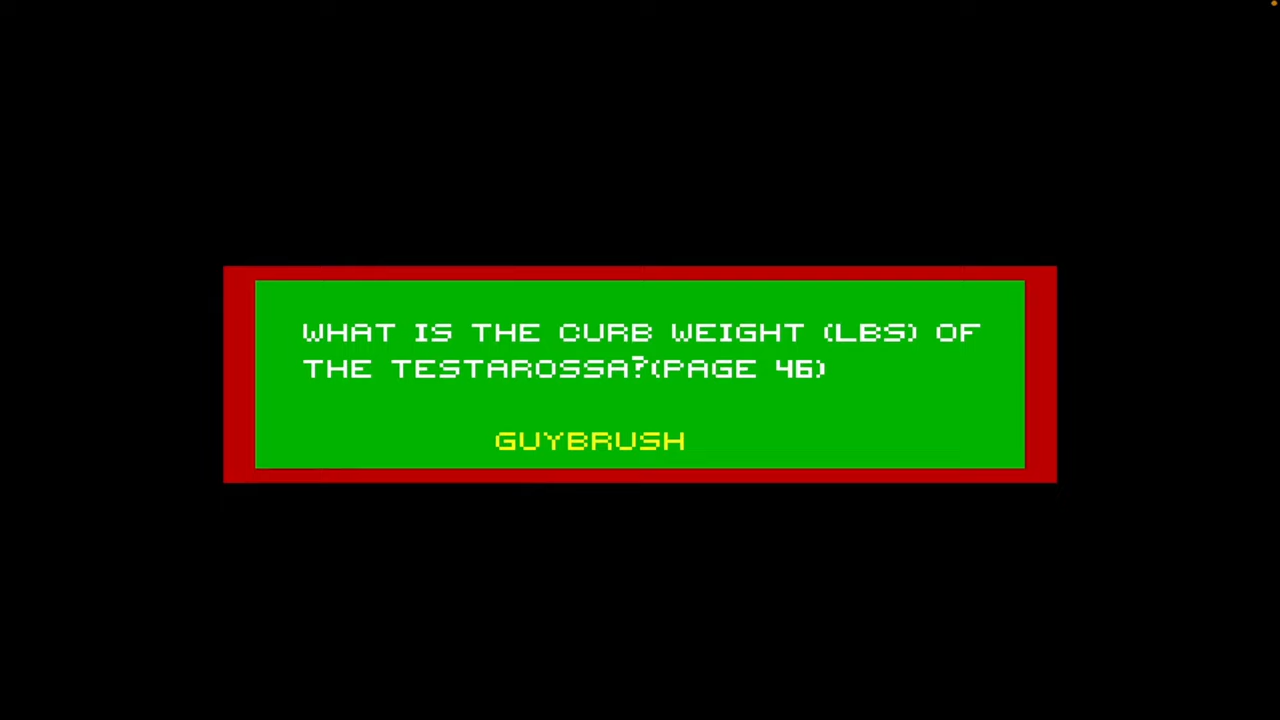 WHAT IS THE CURB WEIGHT (LBS) OF
THE TESTAROSSA?(PAGE 46)
GUYBRUSH